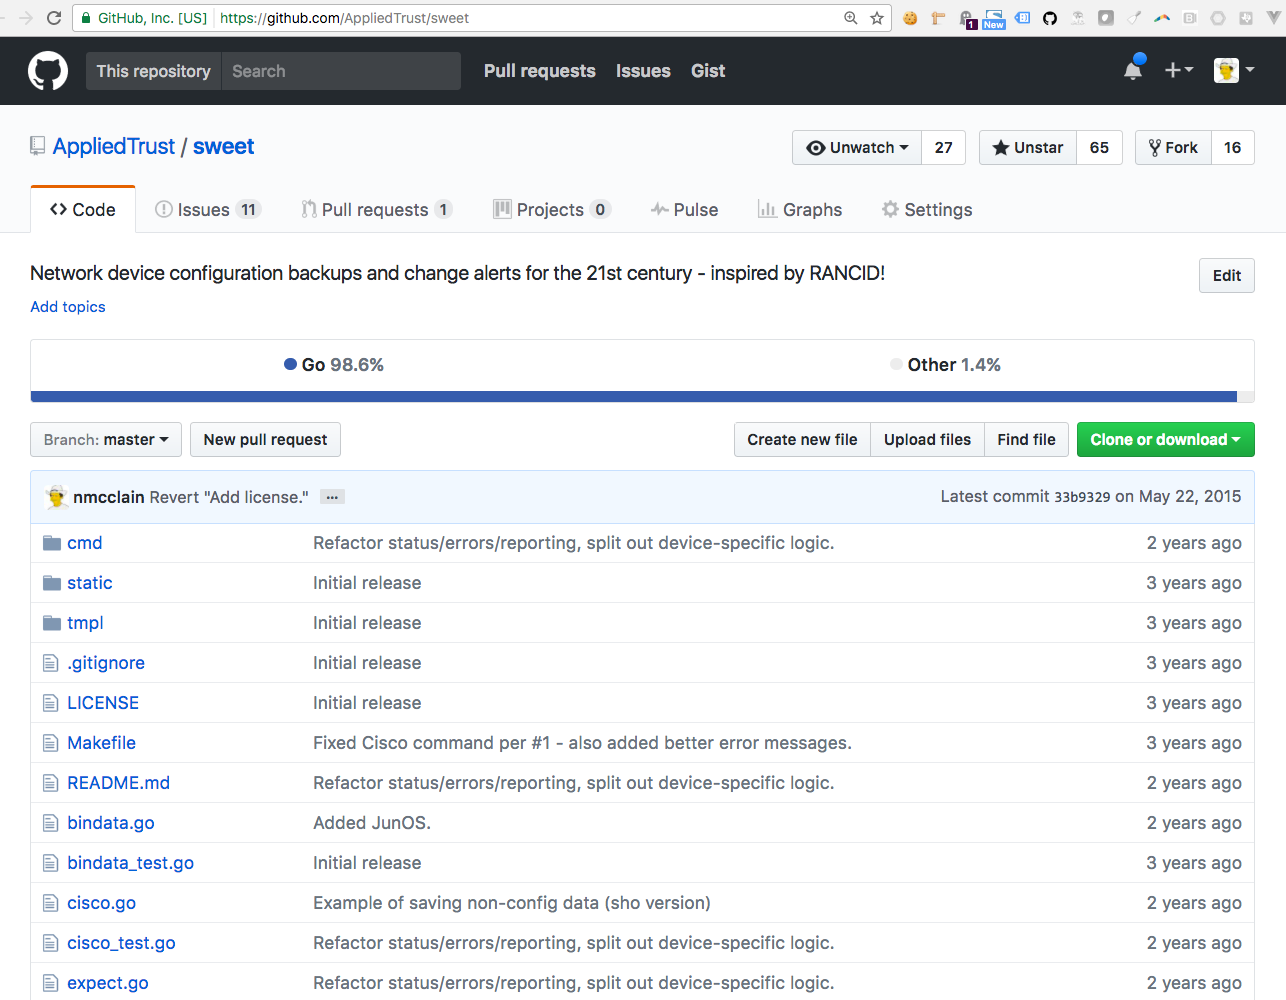 GitHub, Inc. [US] https://github.com/AppliedTrust/sweet
1
New
This repository Search Pull requests Issues Gist
AppliedTrust / sweet
Unwatch 27 Unstar 65 Fork 16
Code Issues 11 Pull requests 1 Projects 0 Pulse Graphs Settings
Network device configuration backups and change alerts for the 21st century - inspired by RANCID!
Edit
Add topics
Go 98.6% Other 1.4%
Branch: master New pull request Create new file Upload files Find file Clone or download
nmcclain Revert "Add license." ... Latest commit 33b9329 on May 22, 2015
cmd Refactor status/errors/reporting, split out device-specific logic. 2 years ago
static Initial release 3 years ago
tmpl Initial release 3 years ago
.gitignore Initial release 3 years ago
LICENSE Initial release 3 years ago
Makefile Fixed Cisco command per #1 - also added better error messages. 3 years ago
README.md Refactor status/errors/reporting, split out device-specific logic. 2 years ago
bindata.go Added JunOS. 2 years ago
bindata_test.go Initial release 3 years ago
cisco.go Example of saving non-config data (sho version) 2 years ago
cisco_test.go Refactor status/errors/reporting, split out device-specific logic. 2 years ago
expect.go Refactor status/errors/reporting, split out device-specific logic. 2 years ago